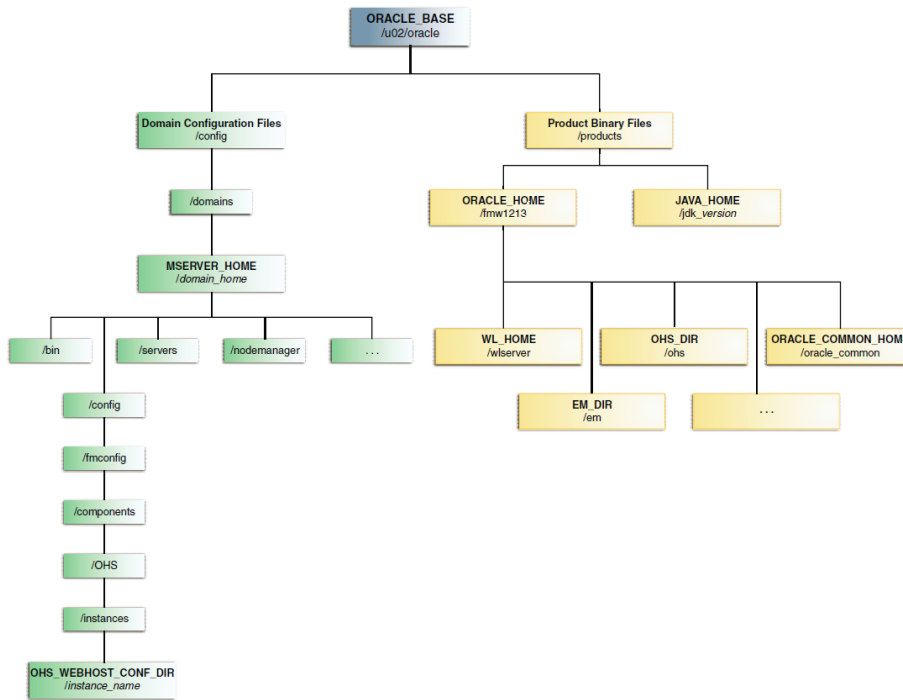 ORACLE_BASE
/u02/oracle
Domain Configuration Files
/config
Product Binary Files
/products
/domains
ORACLE_HOME
/fmw1213
JAVA_HOME
/jdk_version
MSERVER_HOME
/domain_home
/bin
/servers
/nodemanager
...
WL_HOME
/wlserver
OHS_DIR
/ohs
ORACLE_COMMON_HOME
/oracle_common
/config
EM_DIR
/em
...
/fmconfig
/components
/OHS
/instances
OHS_WEBHOST_CONF_DIR
/instance_name